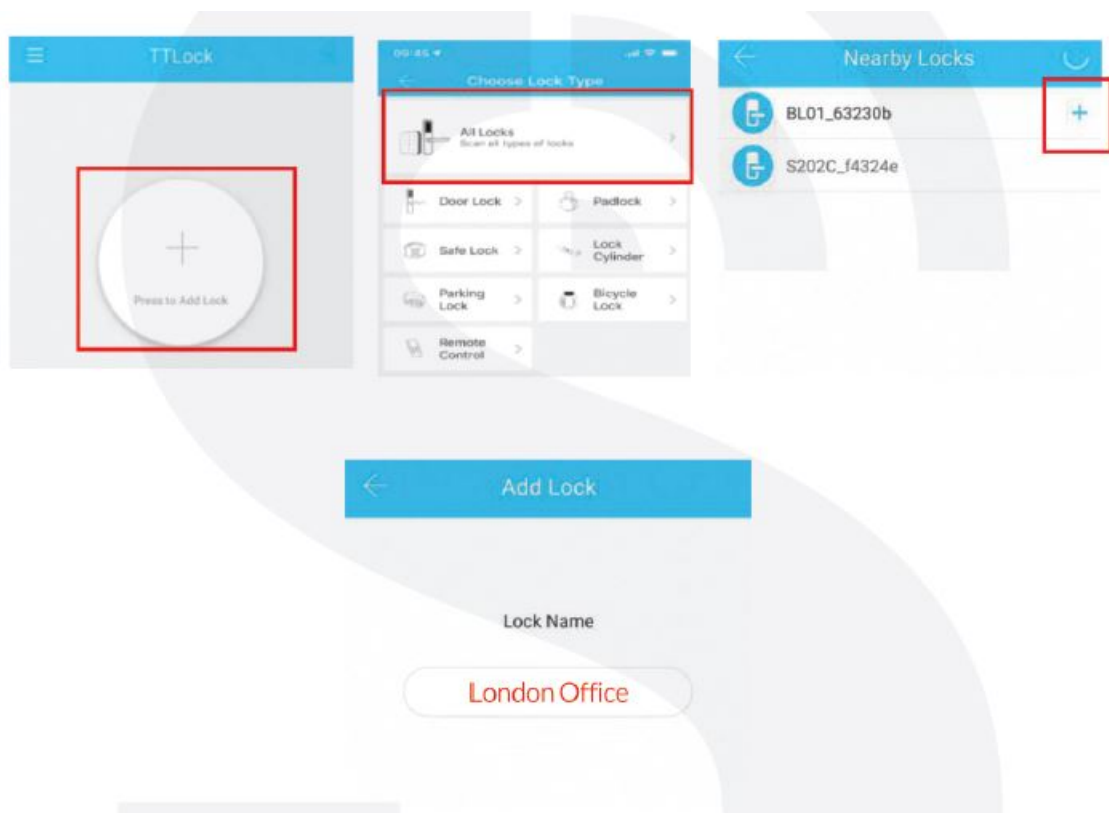 TTLock
Press to Add Lock
09:45
Choose Lock Type
All Locks
Scan all types of locks
Door Lock
Padlock
Safe Lock
Lock
Cylinder
Parking
Lock
Bicycle
Lock
Remote
Control
Nearby Locks
BL01_63230b
S202C_f4324e
Add Lock
Lock Name
London Office